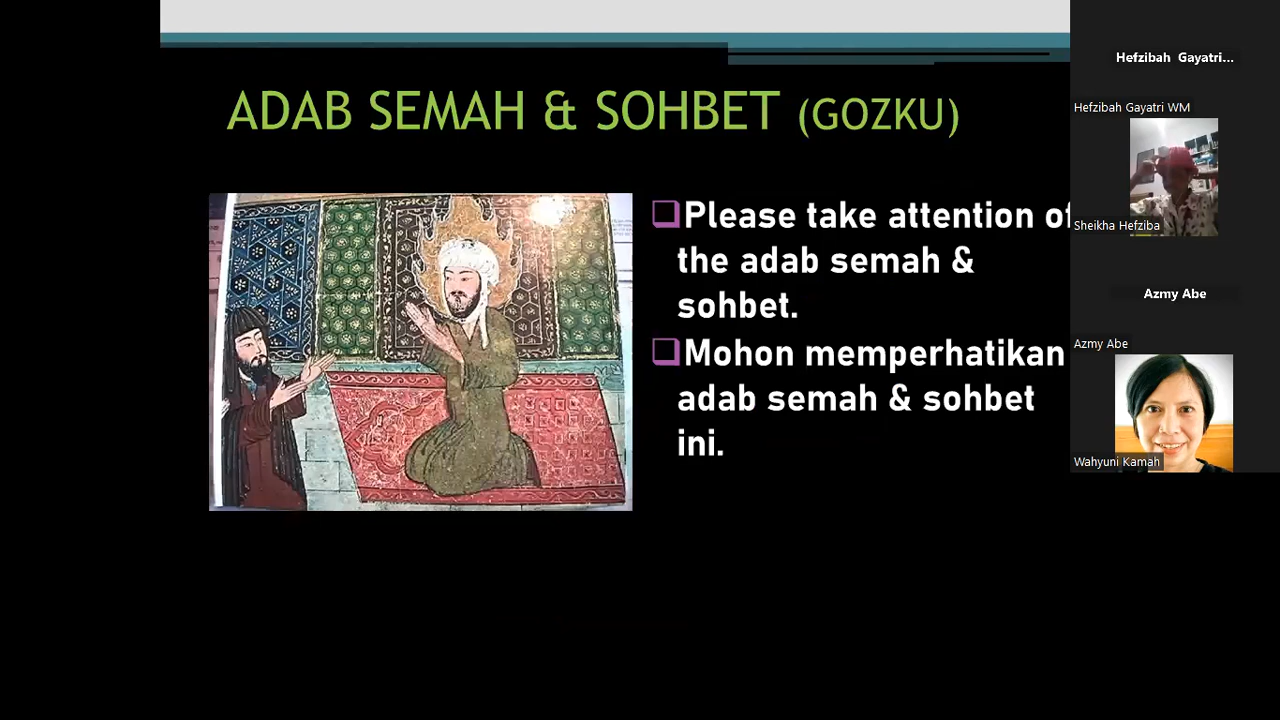 ADAB SEMAH & SOHBET (GOZKU)
❑Please take attention of
the adab semah &
sohbet.
❑Mohon memperhatikan
adab semah & sohbet
ini.
Hefzibah Gayatri...
Hefzibah Gayatri WM
Sheikha Hefziba
Azmy Abe
Azmy Abe
Wahyuni Kamah